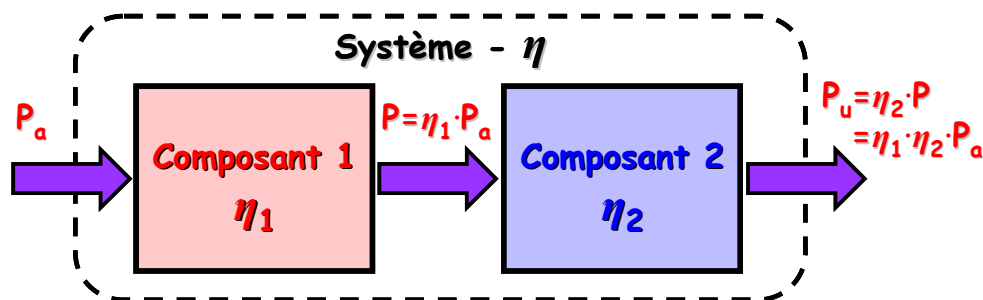 Système - η
Pa
Composant 1
η1
P=η1·Pa
Composant 2
η2
Pu=η2·P
=η1·η2·Pa